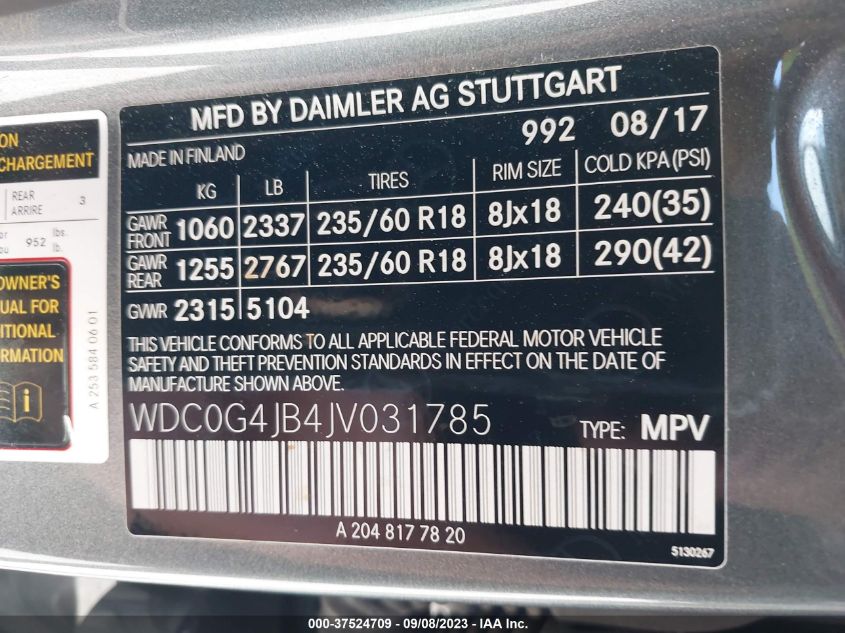 MFD BY DAIMLER AG STUTTGART
992 08/17
MADE IN FINLAND
KG LB TIRES RIM SIZE COLD KPA (PSI)
GAWR FRONT 1060 2337 235/60 R18 8Jx18 240(35)
GAWR REAR 1255 2767 235/60 R18 8Jx18 290(42)
GVWR 2315 5104
THIS VEHICLE CONFORMS TO ALL APPLICABLE FEDERAL MOTOR VEHICLE
SAFETY AND THEFT PREVENTION STANDARDS IN EFFECT ON THE DATE OF
MANUFACTURE SHOWN ABOVE.
WDC0G4JB4JV031785 TYPE: MPV
A 204 817 78 20
5130267
CHARGEMENT
REAR 3
ARRIRE
952 lbs.
lb.
MANUAL FOR
A 253 584 06 01
000-37524709 - 09/08/2023 - IAA Inc.